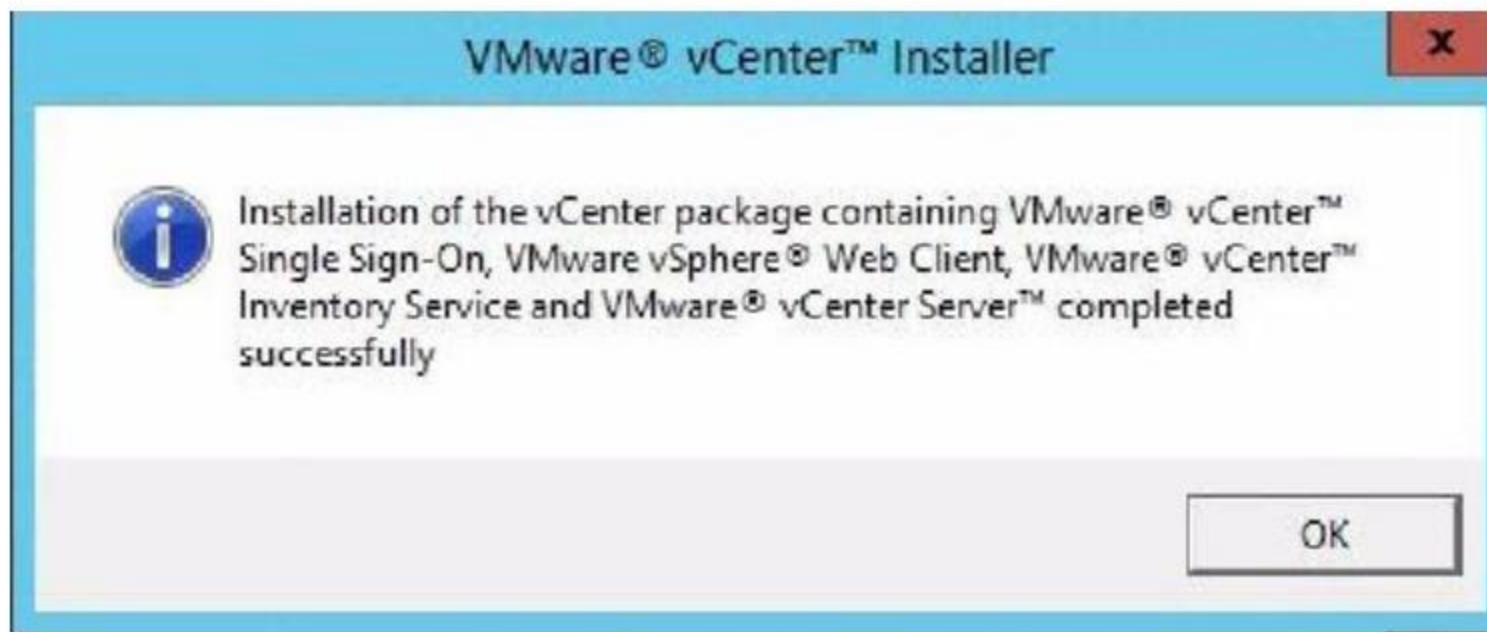 VMware® vCenter™ Installer
x
Installation of the vCenter package containing VMware® vCenter™
Single Sign-On, VMware vSphere® Web Client, VMware® vCenter™
Inventory Service and VMware® vCenter Server™ completed
successfully
OK